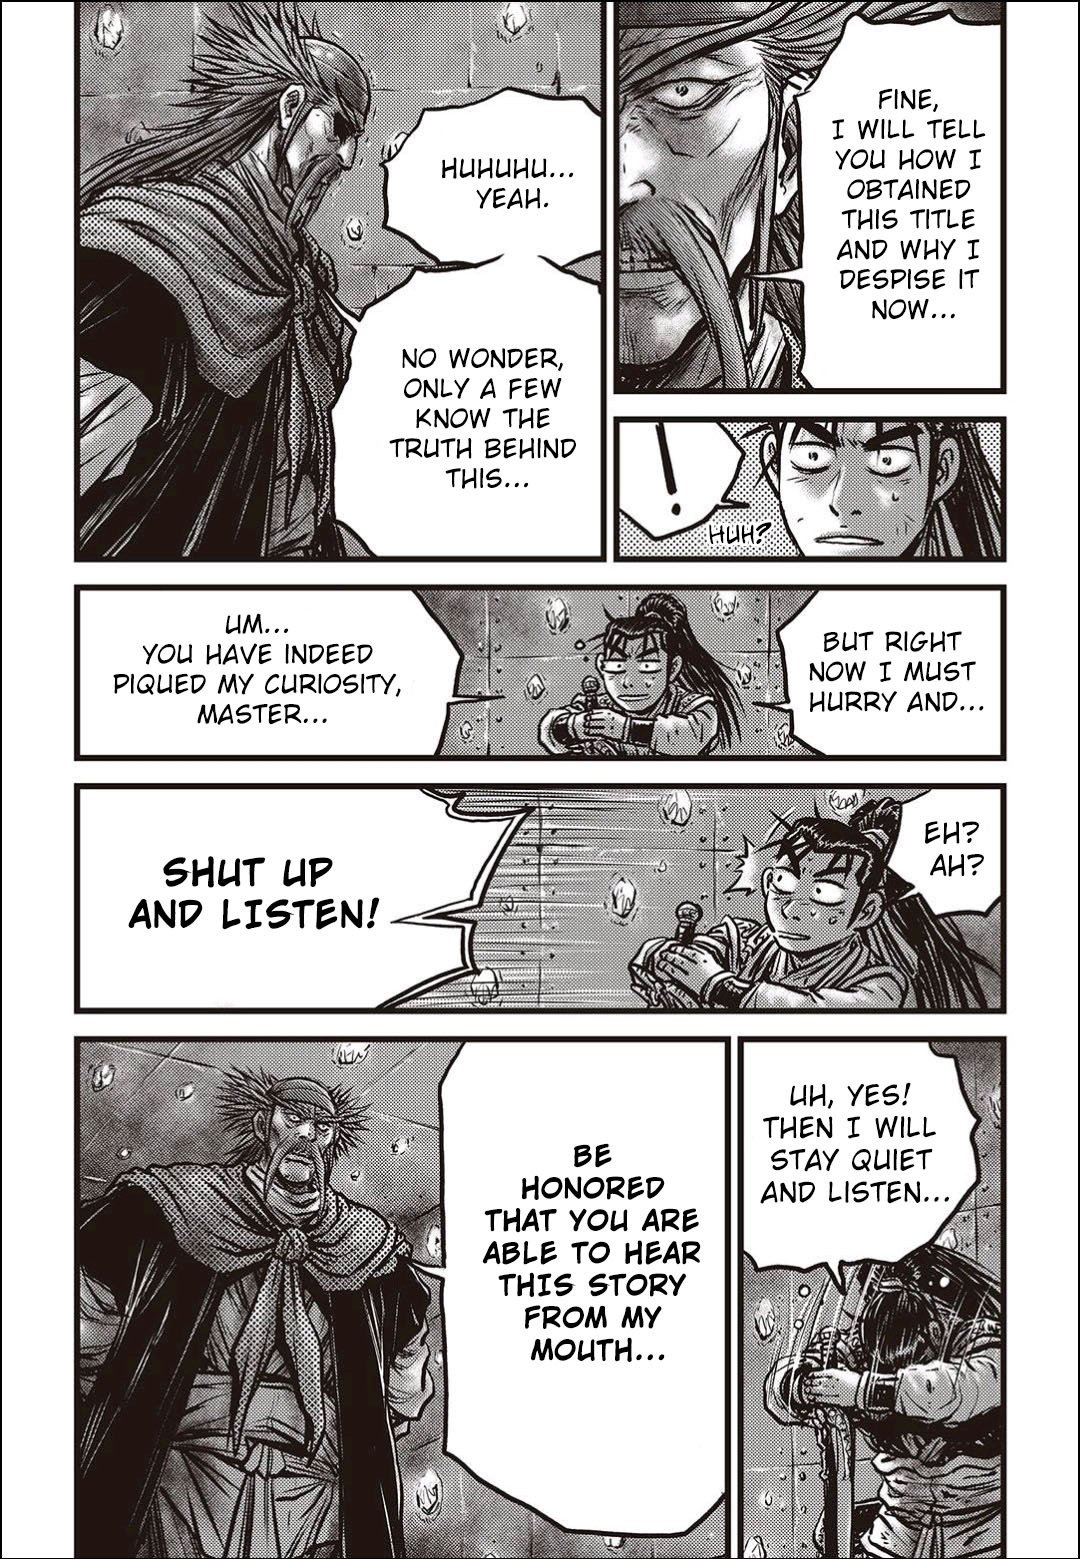 HUHUHU...
YEAH.
NO WONDER,
ONLY A FEW
KNOW THE
TRUTH BEHIND
THIS...
FINE,
I WILL TELL
YOU HOW I
OBTAINED
THIS TITLE
AND WHY I
DESPISE IT
NOW...
!
HUH?
UM...
YOU HAVE INDEED
PIQUED MY CURIOSITY,
MASTER...
BUT RIGHT
NOW I MUST
HURRY AND...
SHUT UP
AND LISTEN!
EH?
AH?
BE
HONORED
THAT YOU ARE
ABLE TO HEAR
THIS STORY
FROM MY
MOUTH...
UH, YES!
THEN I WILL
STAY QUIET
AND LISTEN...